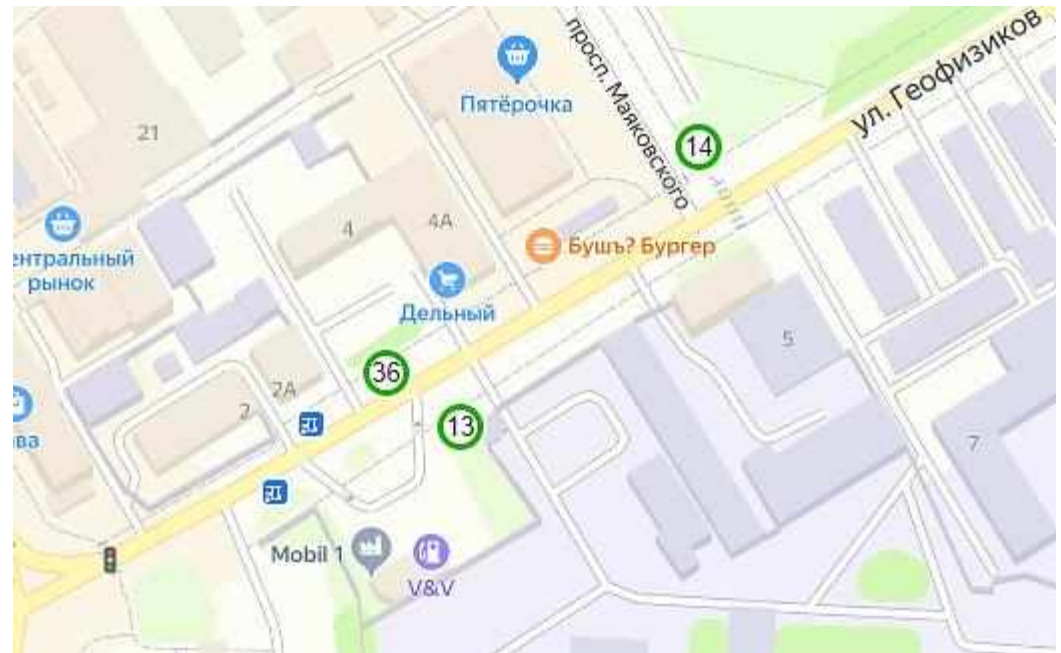 ул. Геофизиков
просп. Маяковского
Пятёрочка
21
14
4
4А
Бушъ? Бургер
ентральный
рынок
Дельный
5
36
2А
2
13
ва
7
Mobil 1
V&V